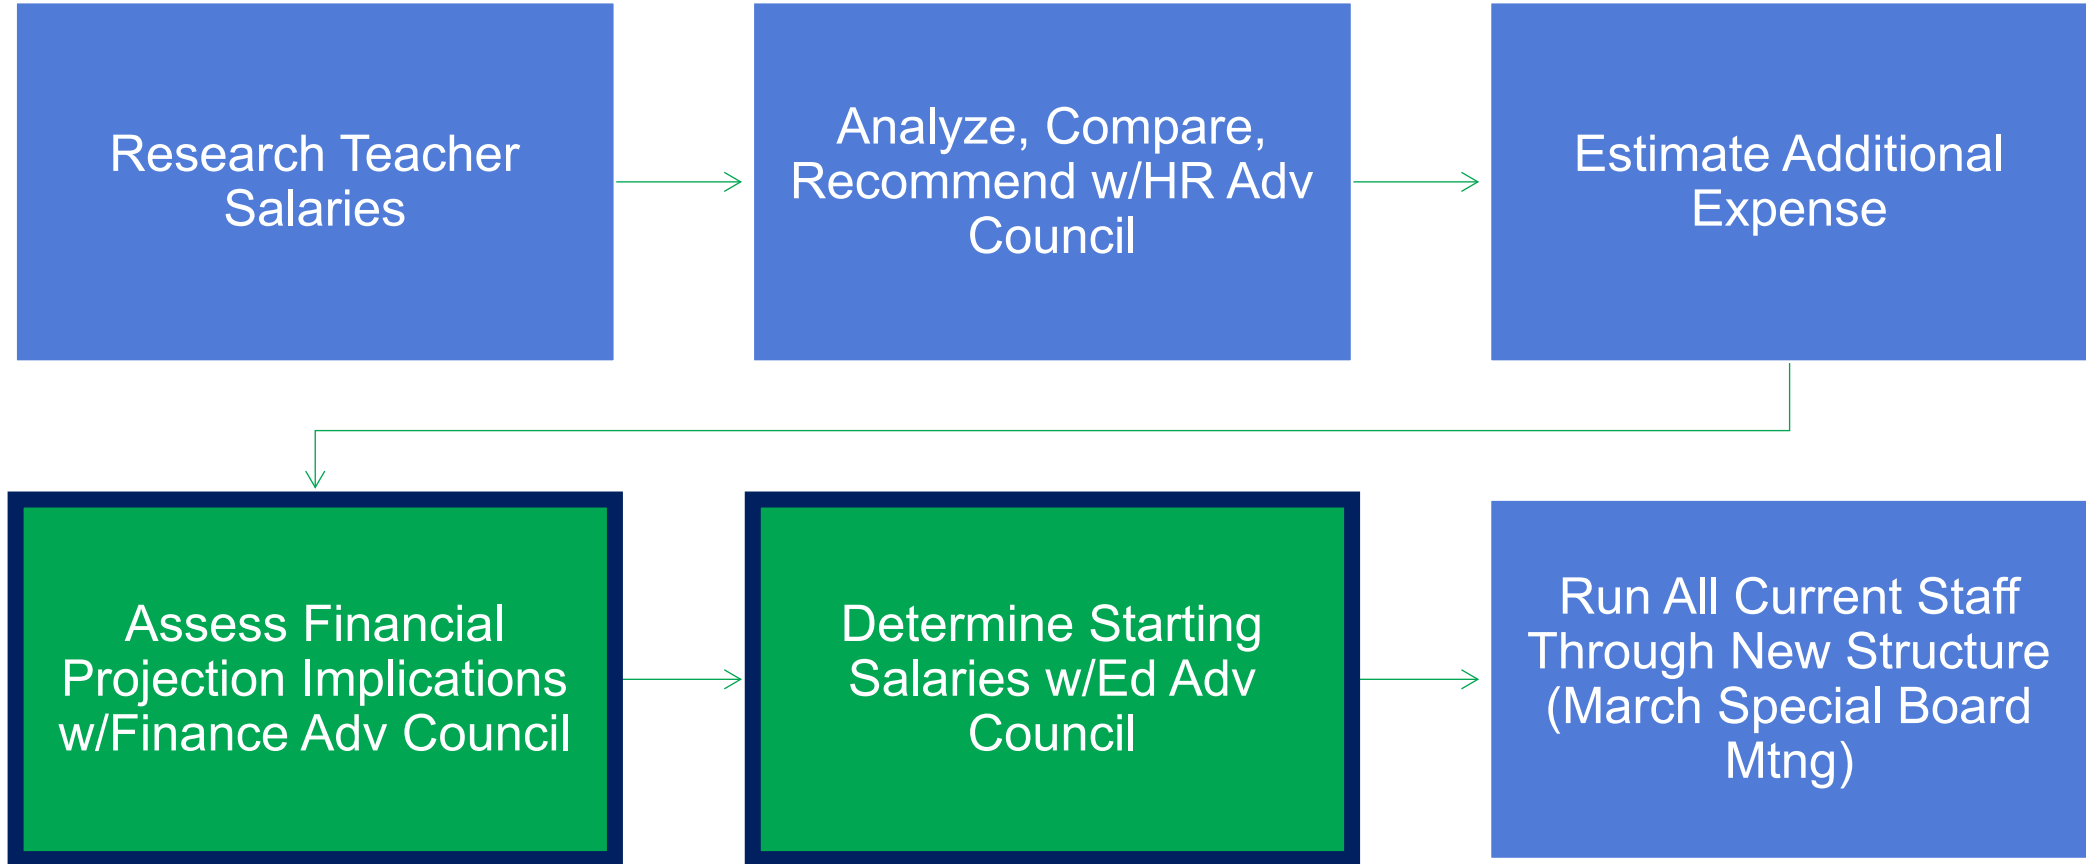 Research Teacher
Salaries
Analyze, Compare,
Recommend w/HR Adv
Council
Estimate Additional
Expense
Assess Financial
Projection Implications
w/Finance Adv Council
Determine Starting
Salaries w/Ed Adv
Council
Run All Current Staff
Through New Structure
(March Special Board
Mtng)